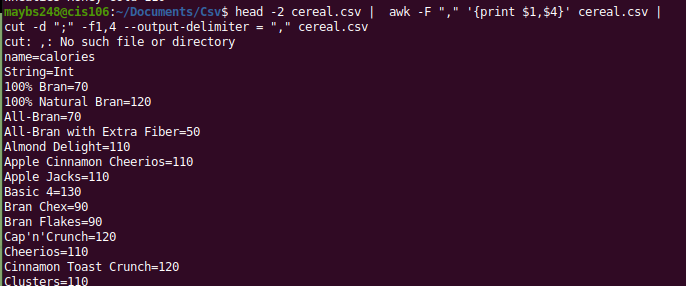 maybs248@cis106:~/Documents/Csv$ head -2 cereal.csv |  awk -F "," '{print $1,$4}' cereal.csv |
cut -d ";" -f1,4 --output-delimiter = "," cereal.csv
cut: ,: No such file or directory
name=calories
String=Int
100% Bran=70
100% Natural Bran=120
All-Bran=70
All-Bran with Extra Fiber=50
Almond Delight=110
Apple Cinnamon Cheerios=110
Apple Jacks=110
Basic 4=130
Bran Chex=90
Bran Flakes=90
Cap'n'Crunch=120
Cheerios=110
Cinnamon Toast Crunch=120
Clusters=110